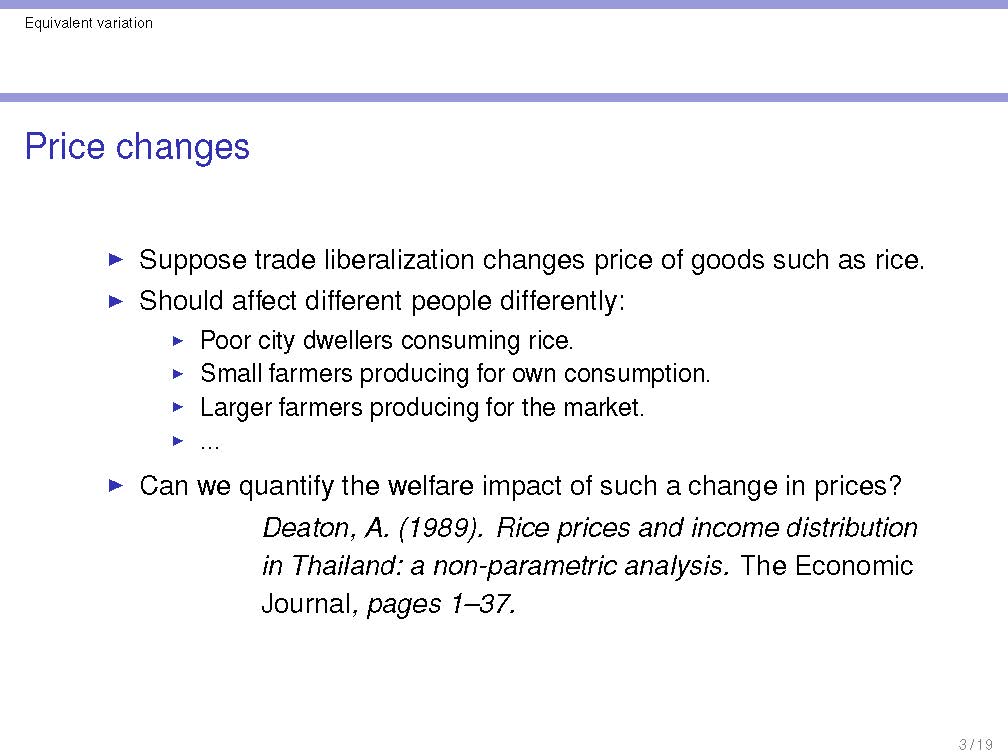 Equivalent variation
Price changes
Suppose trade liberalization changes price of goods such as rice.
Should affect different people differently:
Poor city dwellers consuming rice.
Small farmers producing for own consumption.
Larger farmers producing for the market.
...
Can we quantify the welfare impact of such a change in prices?
Deaton, A. (1989). Rice prices and income distribution
in Thailand: a non-parametric analysis. The Economic
Journal, pages 1–37.
3 / 19